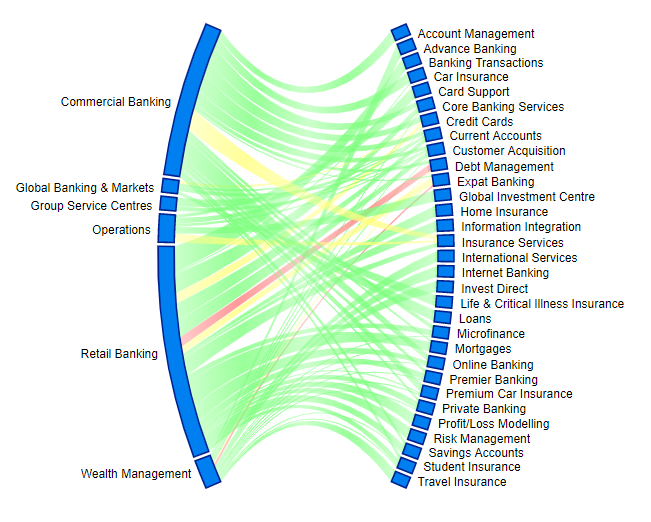 Commercial Banking
Global Banking & Markets
Group Service Centres
Operations
Retail Banking
Wealth Management
Account Management
Advance Banking
Banking Transactions
Car Insurance
Card Support
Core Banking Services
Credit Cards
Current Accounts
Customer Acquisition
Debt Management
Expat Banking
Global Investment Centre
Home Insurance
Information Integration
Insurance Services
International Services
Internet Banking
Invest Direct
Life & Critical Illness Insurance
Loans
Microfinance
Mortgages
Online Banking
Premier Banking
Premium Car Insurance
Private Banking
Profit/Loss Modelling
Risk Management
Savings Accounts
Student Insurance
Travel Insurance